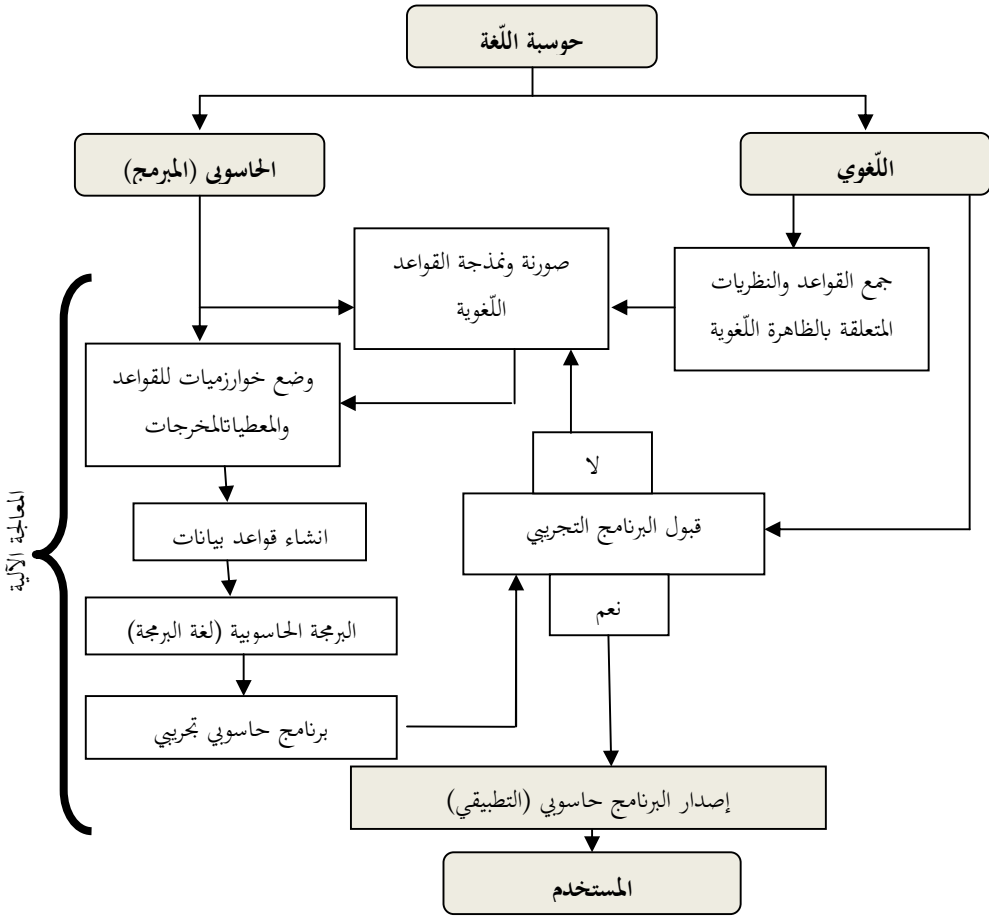 حوسبة اللّغة
اللّغوي
الحاسوبي (المبرمج)
جمع القواعد والنظريات
المتعلقة بالظاهرة اللّغوية
صورنة ونمذجة القواعد
اللّغوية
وضع خوارزميات للقواعد
والمعطياتالمخرجات
لا
قبول البرنامج التجريبي
نعم
انشاء قواعد بيانات
البرمجة الحاسوبية (لغة البرمجة)
برنامج حاسوبي تجريبي
المعالجة الآلية
إصدار البرنامج حاسوبي (التطبيقي)
المستخدم